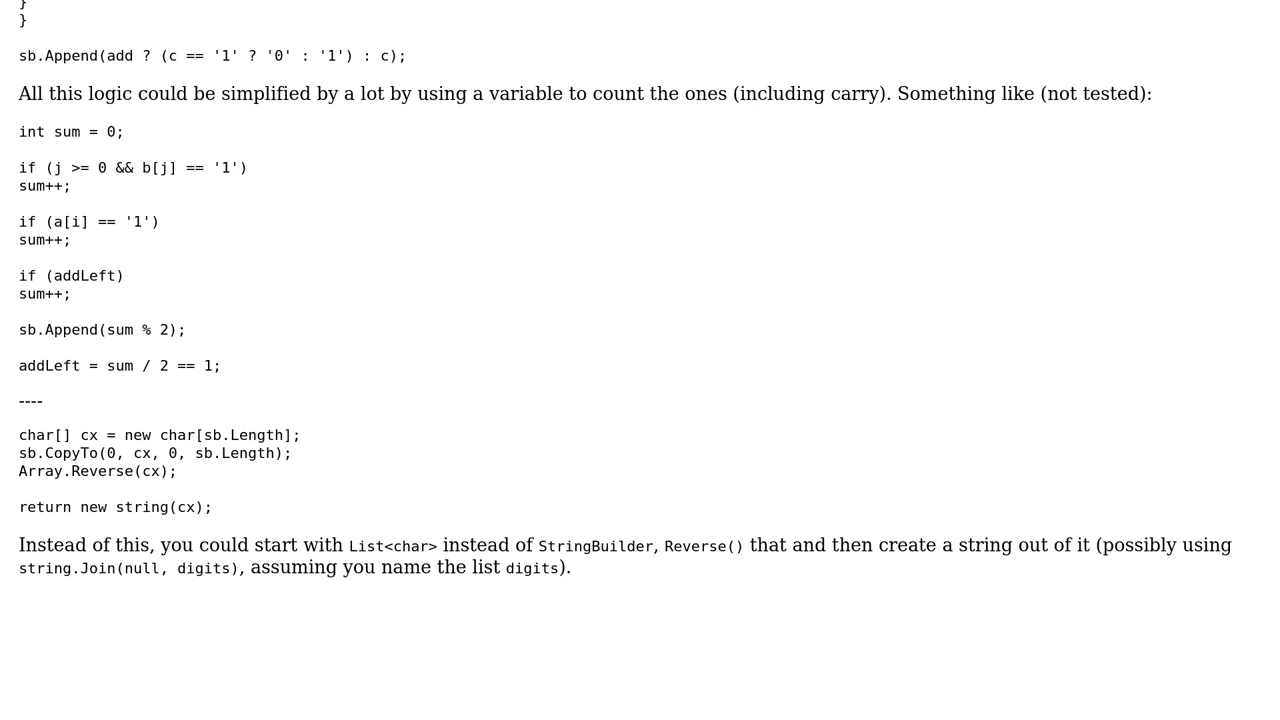 }
}
sb.Append(add ? (c == '1' ? '0' : '1') : c);
All this logic could be simplified by a lot by using a variable to count the ones (including carry). Something like (not tested):
int sum = 0;
if (j >= 0 && b[j] == '1')
sum++;
if (a[i] == '1')
sum++;
if (addLeft)
sum++;
sb.Append(sum % 2);
addLeft = sum / 2 == 1;
----
char[] cx = new char[sb.Length];
sb.CopyTo(0, cx, 0, sb.Length);
Array.Reverse(cx);
return new string(cx);
Instead of this, you could start with List<char> instead of StringBuilder, Reverse() that and then create a string out of it (possibly using
string.Join(null, digits), assuming you name the list digits).